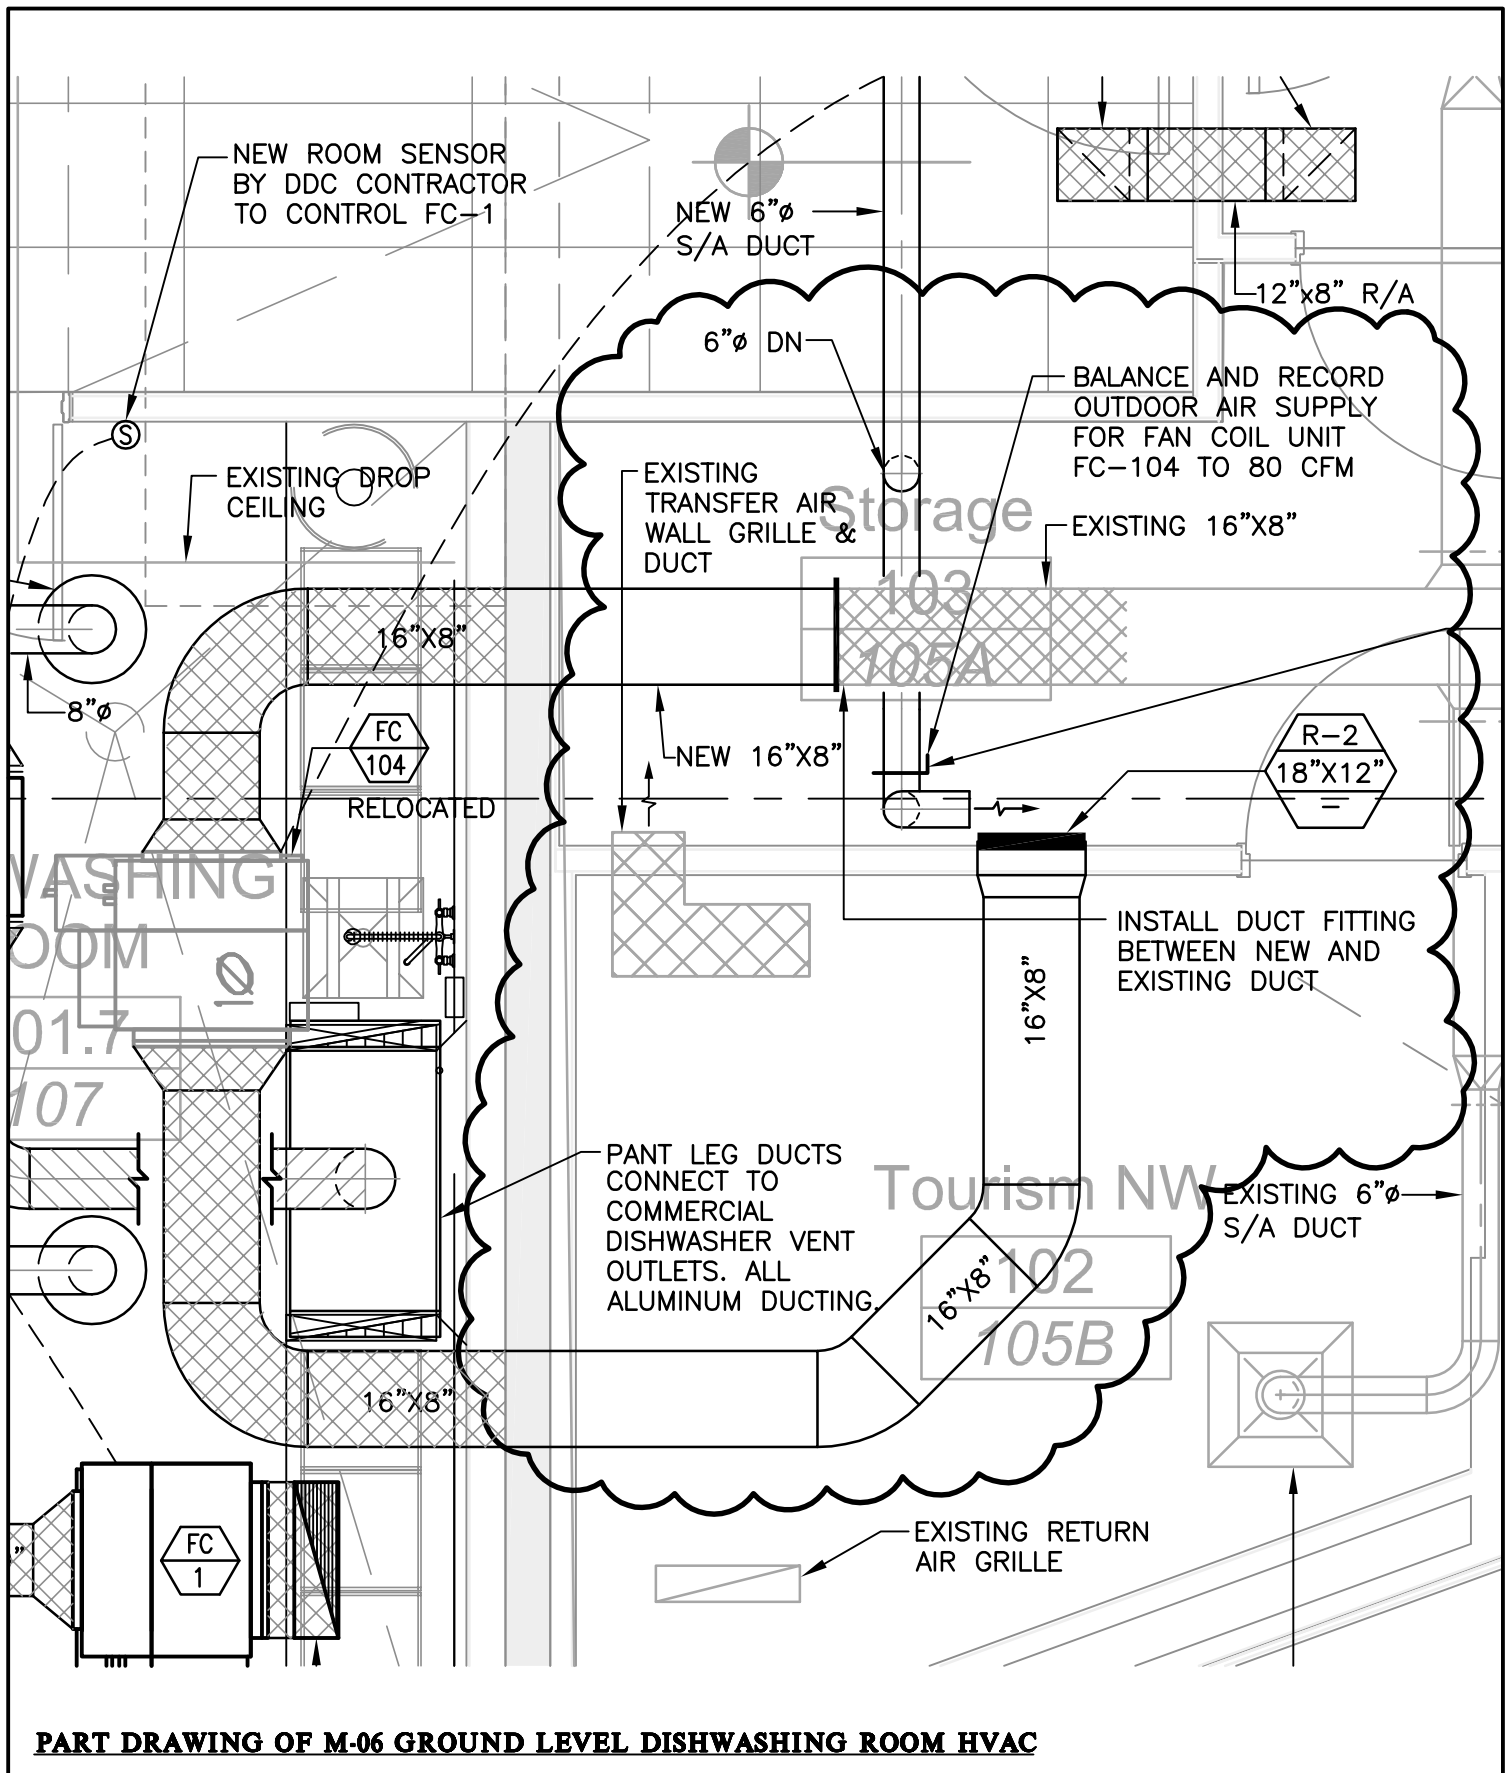 NEW ROOM SENSOR
BY DDC CONTRACTOR
TO CONTROL FC-1
NEW 6"ø
S/A DUCT
12"x8" R/A
6"ø DN
BALANCE AND RECORD
OUTDOOR AIR SUPPLY
FOR FAN COIL UNIT
FC-104 TO 80 CFM
S
EXISTING DROP
CEILING
EXISTING
TRANSFER AIR
WALL GRILLE &
DUCT
Storage
103
105A
EXISTING 16"X8"
16"X8"
8"ø
FC
104
RELOCATED
NEW 16"X8"
R-2
18"X12"
-
WASHING
OOM
10
01.7
107
INSTALL DUCT FITTING
BETWEEN NEW AND
EXISTING DUCT
16"X8"
PANT LEG DUCTS
CONNECT TO
COMMERCIAL
DISHWASHER VENT
OUTLETS. ALL
ALUMINUM DUCTING.
Tourism NW
102
105B
16"X8"
EXISTING 6"ø
S/A DUCT
16"X8"
EXISTING RETURN
AIR GRILLE
FC
1
"
PART DRAWING OF M-06 GROUND LEVEL DISHWASHING ROOM HVAC